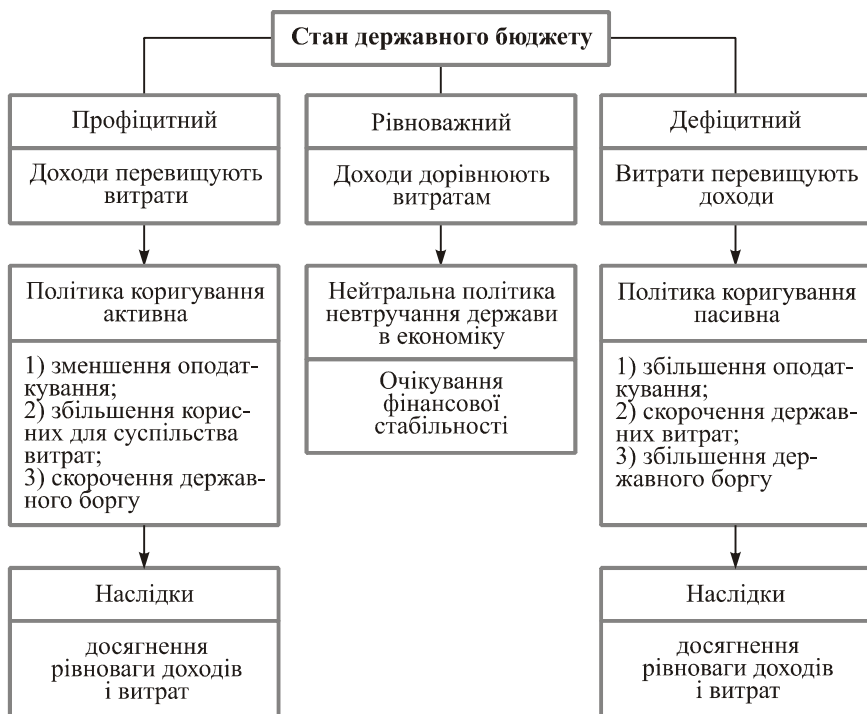 Стан державного бюджету
Профіцитний
Доходи перевищують
витрати
Політика коригування
активна
1) зменшення оподат-
кування;
2) збільшення корис-
них для суспільства
витрат;
3) скорочення держав-
ного боргу
Наслідки
досягнення
рівноваги доходів
і витрат
Рівноважний
Доходи дорівнюють
витратам
Нейтральна політика
невтручання держави
в економіку
Очікування
фінансової
стабільності
Дефіцитний
Витрати перевищують
доходи
Політика коригування
пасивна
1) збільшення оподат-
кування;
2) скорочення держав-
них витрат;
3) збільшення дер-
жавного боргу
Наслідки
досягнення
рівноваги доходів
і витрат